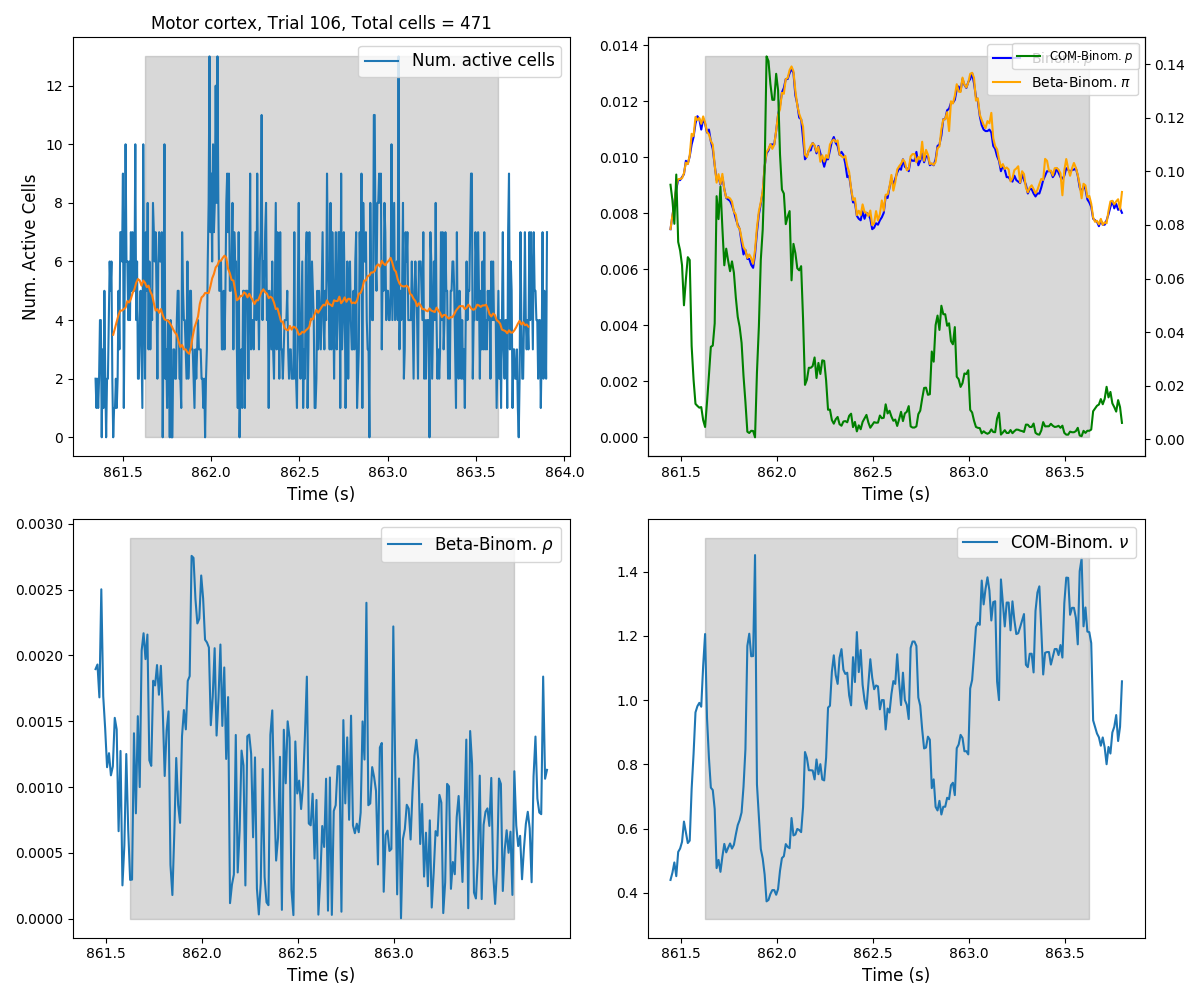 Motor cortex, Trial 106, Total cells = 471
Num. active cells
Num. Active Cells
12
10
8
6
4
2
0
861.5 862.0 862.5 863.0 863.5 864.0
Time (s)
COM-Binom. p
Binom. p
Beta-Binom. π
0.014
0.012
0.010
0.008
0.006
0.004
0.002
0.000
0.14
0.12
0.10
0.08
0.06
0.04
0.02
0.00
861.5 862.0 862.5 863.0 863.5
Time (s)
Beta-Binom. ρ
0.0030
0.0025
0.0020
0.0015
0.0010
0.0005
0.0000
861.5 862.0 862.5 863.0 863.5
Time (s)
COM-Binom. ν
1.4
1.2
1.0
0.8
0.6
0.4
861.5 862.0 862.5 863.0 863.5
Time (s)